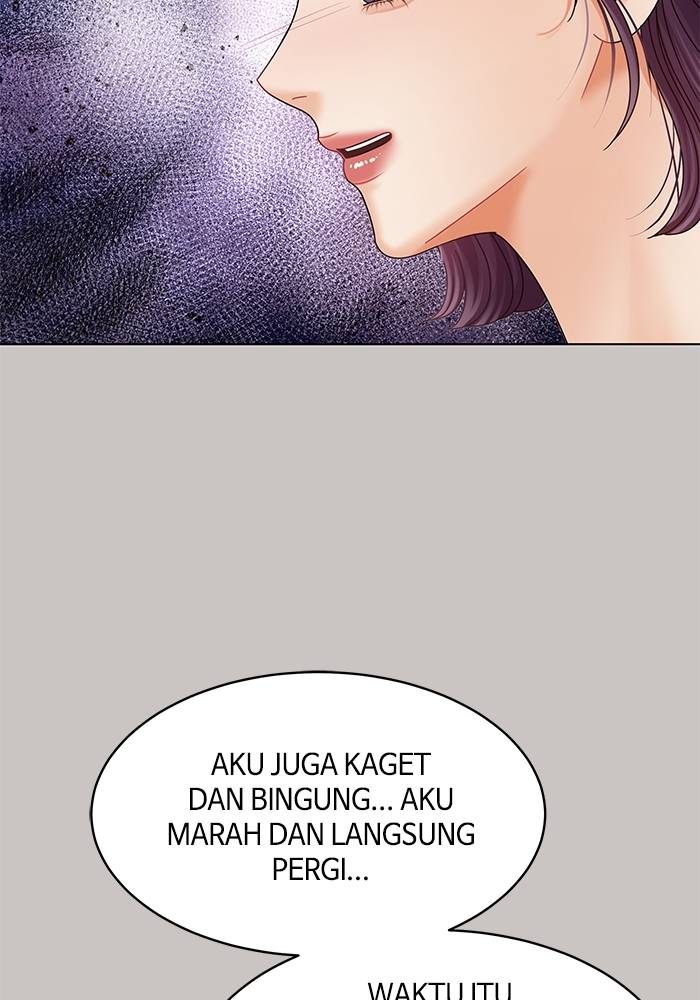 AKU JUGA KAGET
DAN BINGUNG... AKU
MARAH DAN LANGSUNG
PERGI...
WAKTU ITU